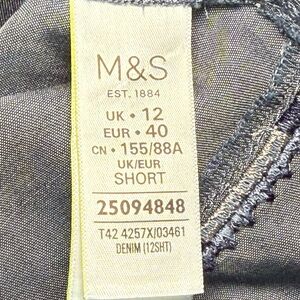 M&S
EST. 1884
UK • 12
EUR • 40
CN • 155/88A
UK/EUR
SHORT
25094848
T42 4257X/03461
DENIM (12SHT)